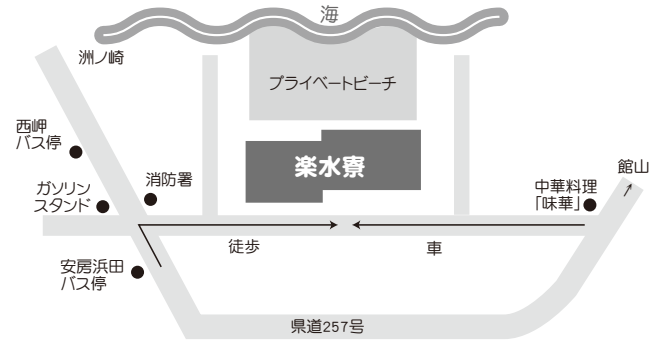 海
洲ノ崎
プライベートビーチ
西岬
バス停
楽水寮
館山
ガソリン
スタンド
消防署
中華料理
「味華」
徒歩
車
安房浜田
バス停
県道257号